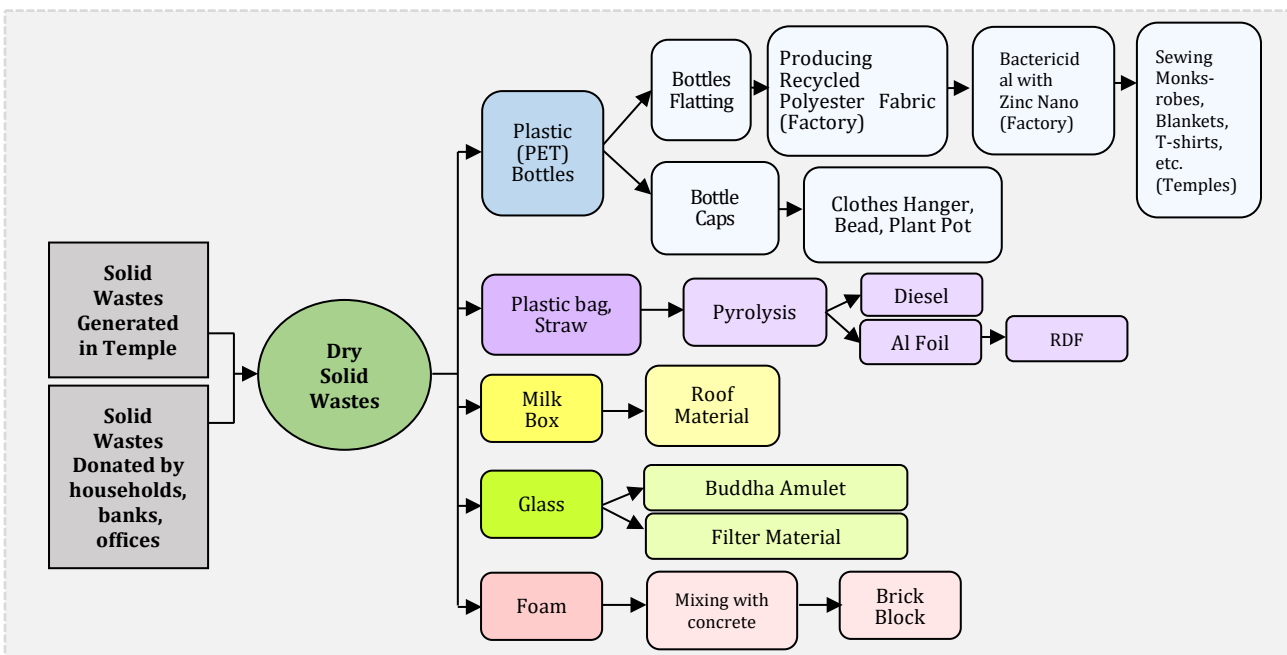 Solid
Wastes
Generated
in Temple
Solid
Wastes
Donated by
households,
banks,
offices
Dry
Solid
Wastes
Plastic
(PET)
Bottles
Bottles
Flatting
Producing
Recycled
Polyester Fabric
(Factory)
Bactericid
al with
Zinc Nano
(Factory)
Sewing
Monks-
robes,
Blankets,
T-shirts,
etc.
(Temples)
Bottle
Caps
Clothes Hanger,
Bead, Plant Pot
Plastic bag,
Straw
Pyrolysis
Diesel
Al Foil
RDF
Milk
Box
Roof
Material
Glass
Buddha Amulet
Filter Material
Foam
Mixing with
concrete
Brick
Block